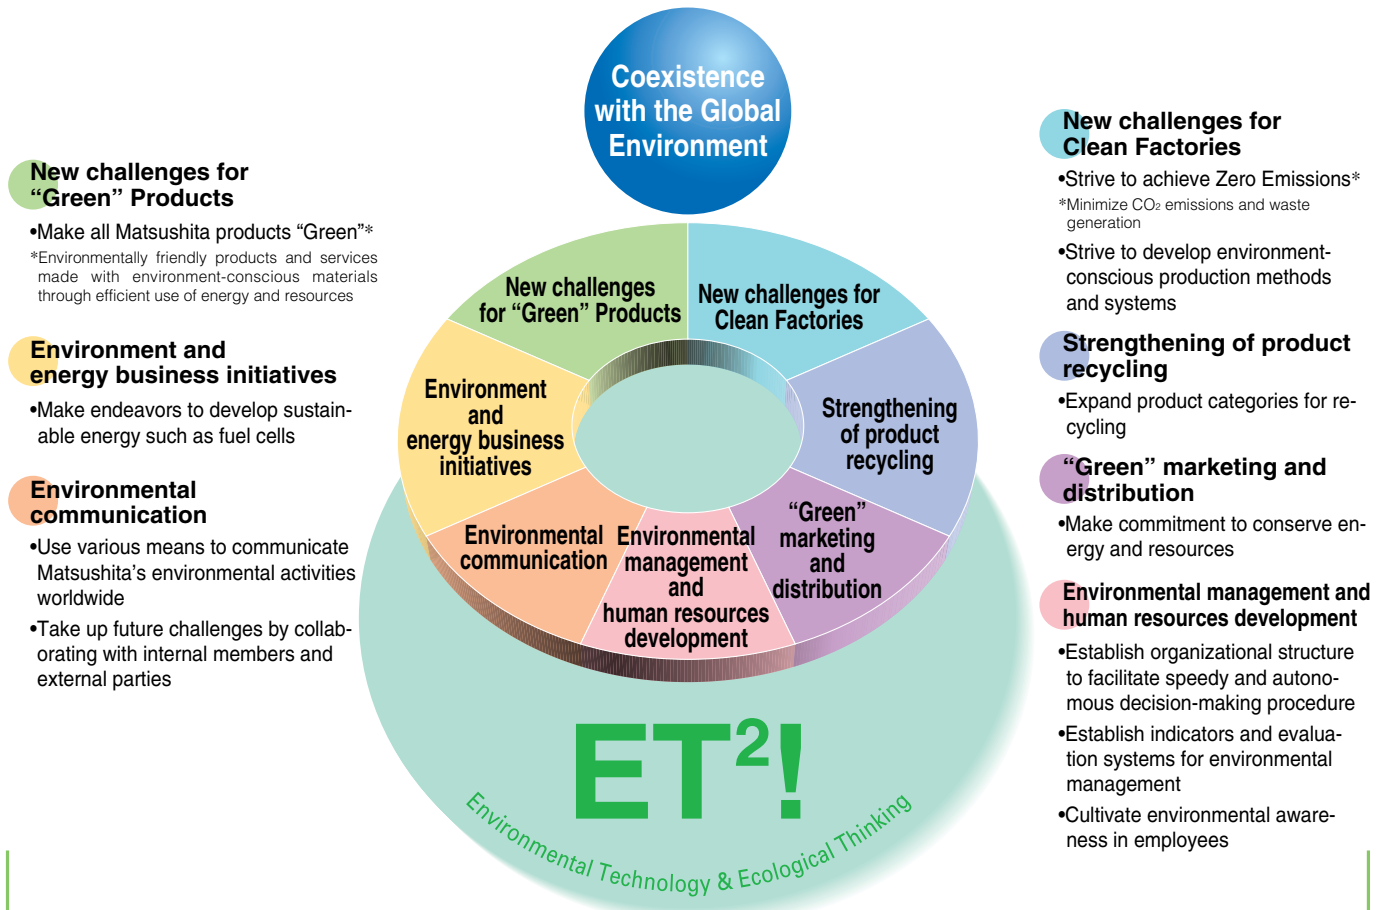 Coexistence
with the Global
Environment
New challenges for
“Green” Products
•Make all Matsushita products “Green”*
*Environmentally friendly products and services
made with environment-conscious materials
through efficient use of energy and resources
Environment and
energy business initiatives
•Make endeavors to develop sustain-
able energy such as fuel cells
Environmental
communication
•Use various means to communicate
Matsushita’s environmental activities
worldwide
•Take up future challenges by collab-
orating with internal members and
external parties
New challenges
for “Green” Products
New challenges for
Clean Factories
Environment
and
energy business
initiatives
Strengthening
of product
recycling
Environmental
communication
Environmental
management
and
human resources
development
“Green”
marketing
and
distribution
ET²!
Environmental Technology & Ecological Thinking
New challenges for
Clean Factories
•Strive to achieve Zero Emissions*
*Minimize CO₂ emissions and waste
generation
•Strive to develop environment-
conscious production methods
and systems
Strengthening of product
recycling
•Expand product categories for re-
cycling
“Green” marketing and
distribution
•Make commitment to conserve en-
ergy and resources
Environmental management and
human resources development
•Establish organizational structure
to facilitate speedy and autono-
mous decision-making procedure
•Establish indicators and evalua-
tion systems for environmental
management
•Cultivate environmental aware-
ness in employees